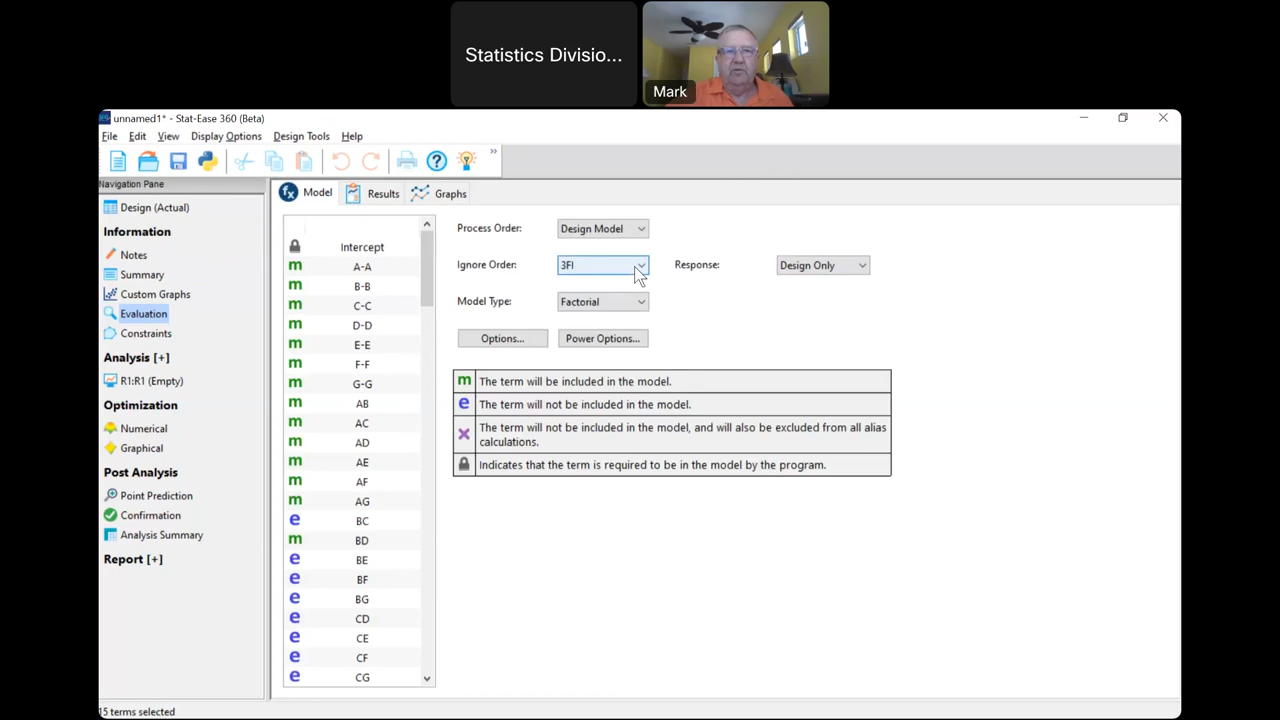 Statistics Divisio...
Mark
unnamed1* - Stat-Ease 360 (Beta)
File Edit View Display Options Design Tools Help
Navigation Pane
Design (Actual)
Information
Notes
Summary
Custom Graphs
Evaluation
Constraints
Analysis [+]
R1:R1 (Empty)
Optimization
Numerical
Graphical
Post Analysis
Point Prediction
Confirmation
Analysis Summary
Report [+]
Model Results Graphs
Intercept
m A-A
m B-B
m C-C
m D-D
m E-E
m F-F
m G-G
m AB
m AC
m AD
m AE
m AF
m AG
e BC
m BD
e BE
e BF
e BG
e CD
e CE
e CF
e CG
Process Order: Design Model
Ignore Order: 3FI Response: Design Only
Model Type: Factorial
Options... Power Options...
m The term will be included in the model.
e The term will not be included in the model.
The term will not be included in the model, and will also be excluded from all alias
calculations.
Indicates that the term is required to be in the model by the program.
15 terms selected